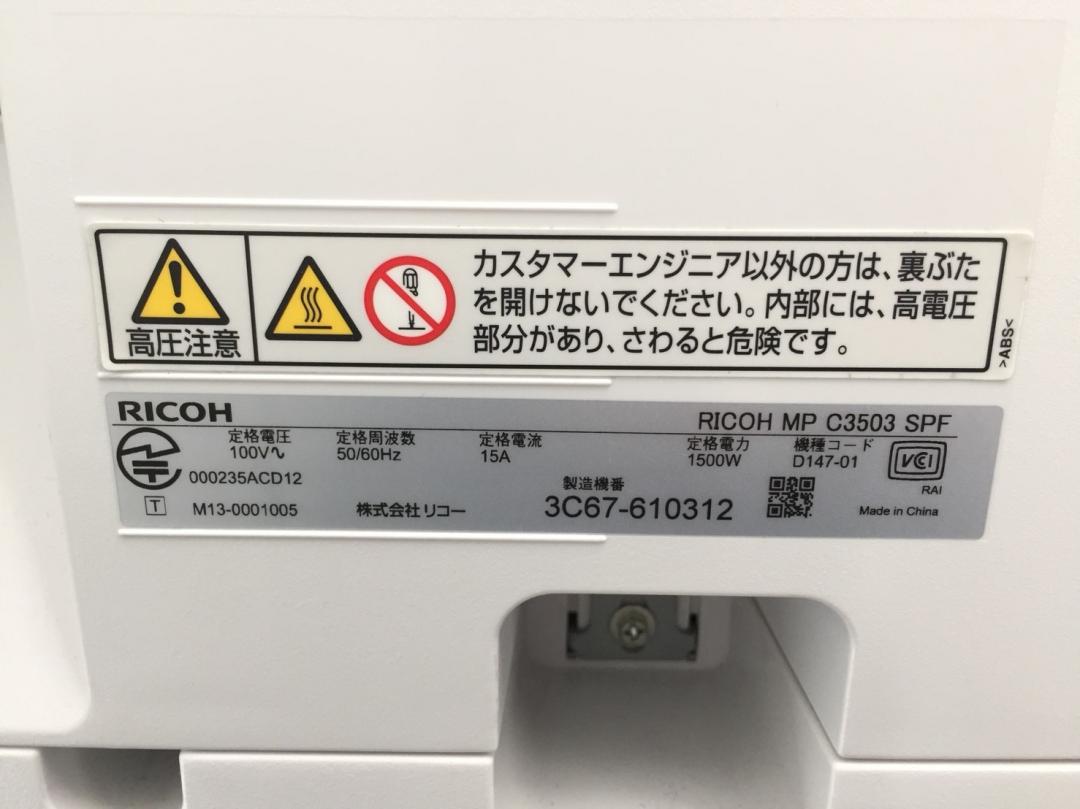 高圧注意
カスタマーエンジニア以外の方は、裏ぶた
を開けないでください。内部には、高電圧
部分があり、さわると危険です。
>ABS<
RICOH
RICOH MP C3503 SPF
定格電圧
100V∿
定格周波数
50/60Hz
定格電流
15A
定格電力
1500W
機種コード
D147-01
VCI
RAI
000235ACD12
T M13-0001005
株式会社リコー
製造機番
3C67-610312
Made in China